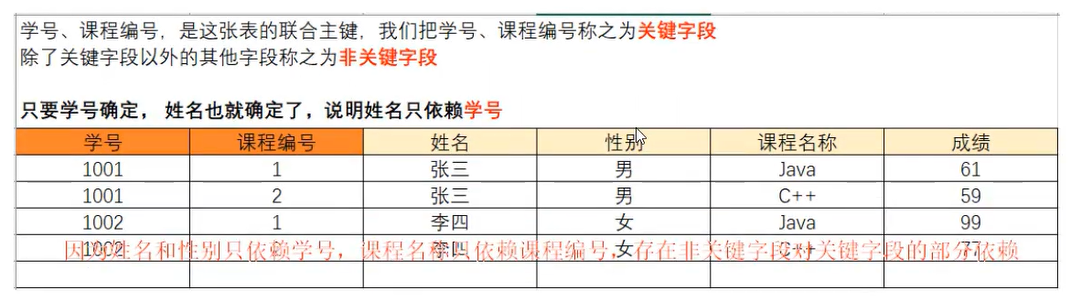 学号、课程编号，是这张表的联合主键，我们把学号、课程编号称之为关键字段
除了关键字段以外的其他字段称之为非关键字段
只要学号确定， 姓名也就确定了，说明姓名只依赖学号
学号 课程编号 姓名 性别 课程名称 成绩
1001 1 张三 男 Java 61
1001 2 张三 男 C++ 59
1002 1 李四 女 Java 99
1002 2 李四 女 C++ 77
因为姓名和性别只依赖学号，课程名称只依赖课程编号，存在非关键字段对关键字段的部分依赖